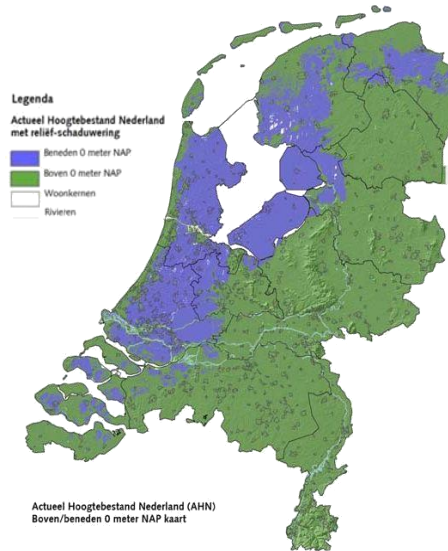 Legenda
Actueel Hoogtebestand Nederland
met reliëf-schaduwering
Beneden 0 meter NAP
Boven 0 meter NAP
Woonkernen
Rivieren
Actueel Hoogtebestand Nederland (AHN)
Boven/beneden 0 meter NAP kaart